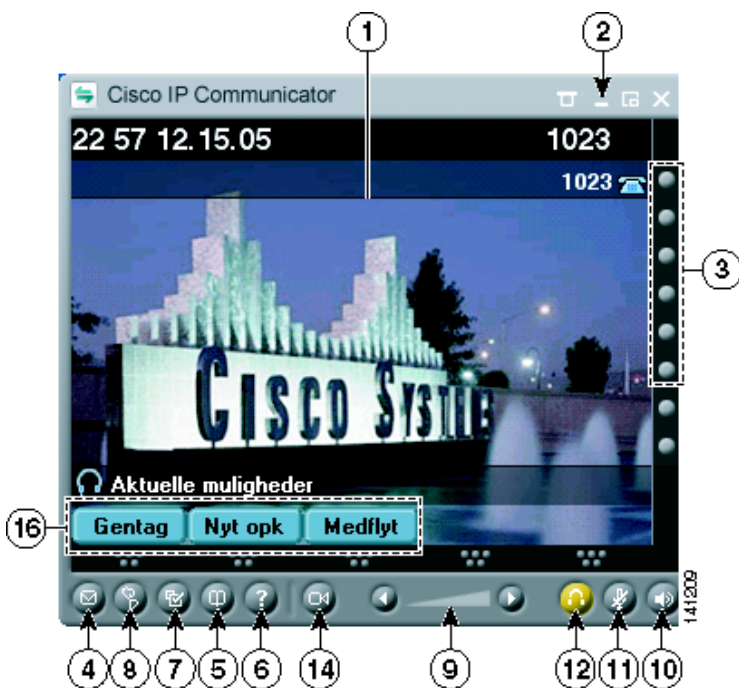 1
2
Cisco IP Communicator
22 57 12.15.05 1023
1023
3
CISCO SYSTEMS
Aktuelle muligheder
16
Gentag Nyt opk Medflyt
141209
4 8 7 5 6 14 9 12 11 10